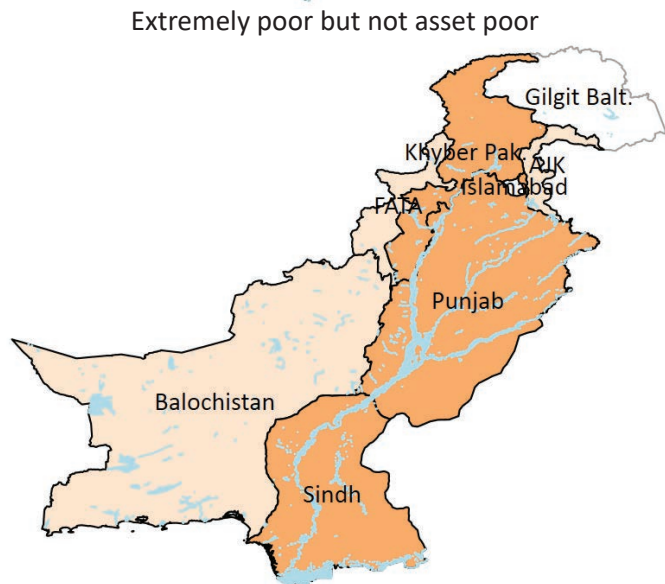 Extremely poor but not asset poor
Gilgit Balt.
Khyber Pak.
AJK
Islamabad
FATA
Punjab
Balochistan
Sindh